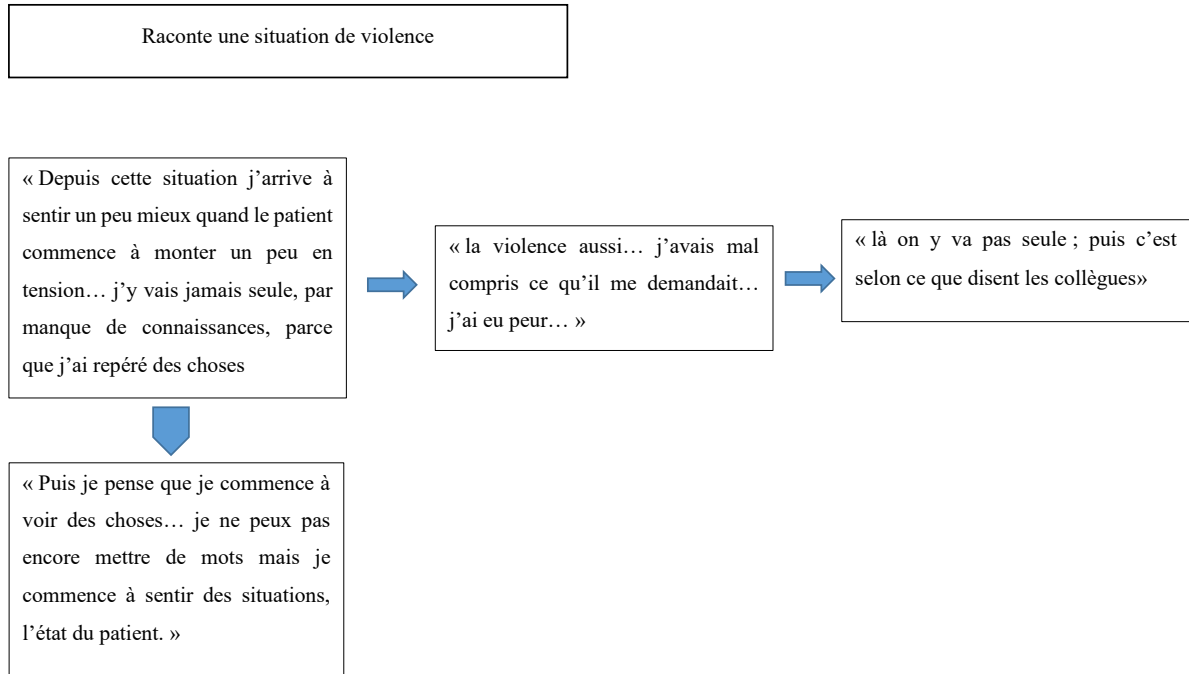 Raconte une situation de violence
« Depuis cette situation j’arrive à
sentir un peu mieux quand le patient
commence à monter un peu en
tension… j’y vais jamais seule, par
manque de connaissances, parce
que j’ai repéré des choses
« la violence aussi… j’avais mal
compris ce qu’il me demandait…
j’ai eu peur… »
« là on y va pas seule ; puis c’est
selon ce que disent les collègues»
« Puis je pense que je commence à
voir des choses… je ne peux pas
encore mettre de mots mais je
commence à sentir des situations,
l’état du patient. »